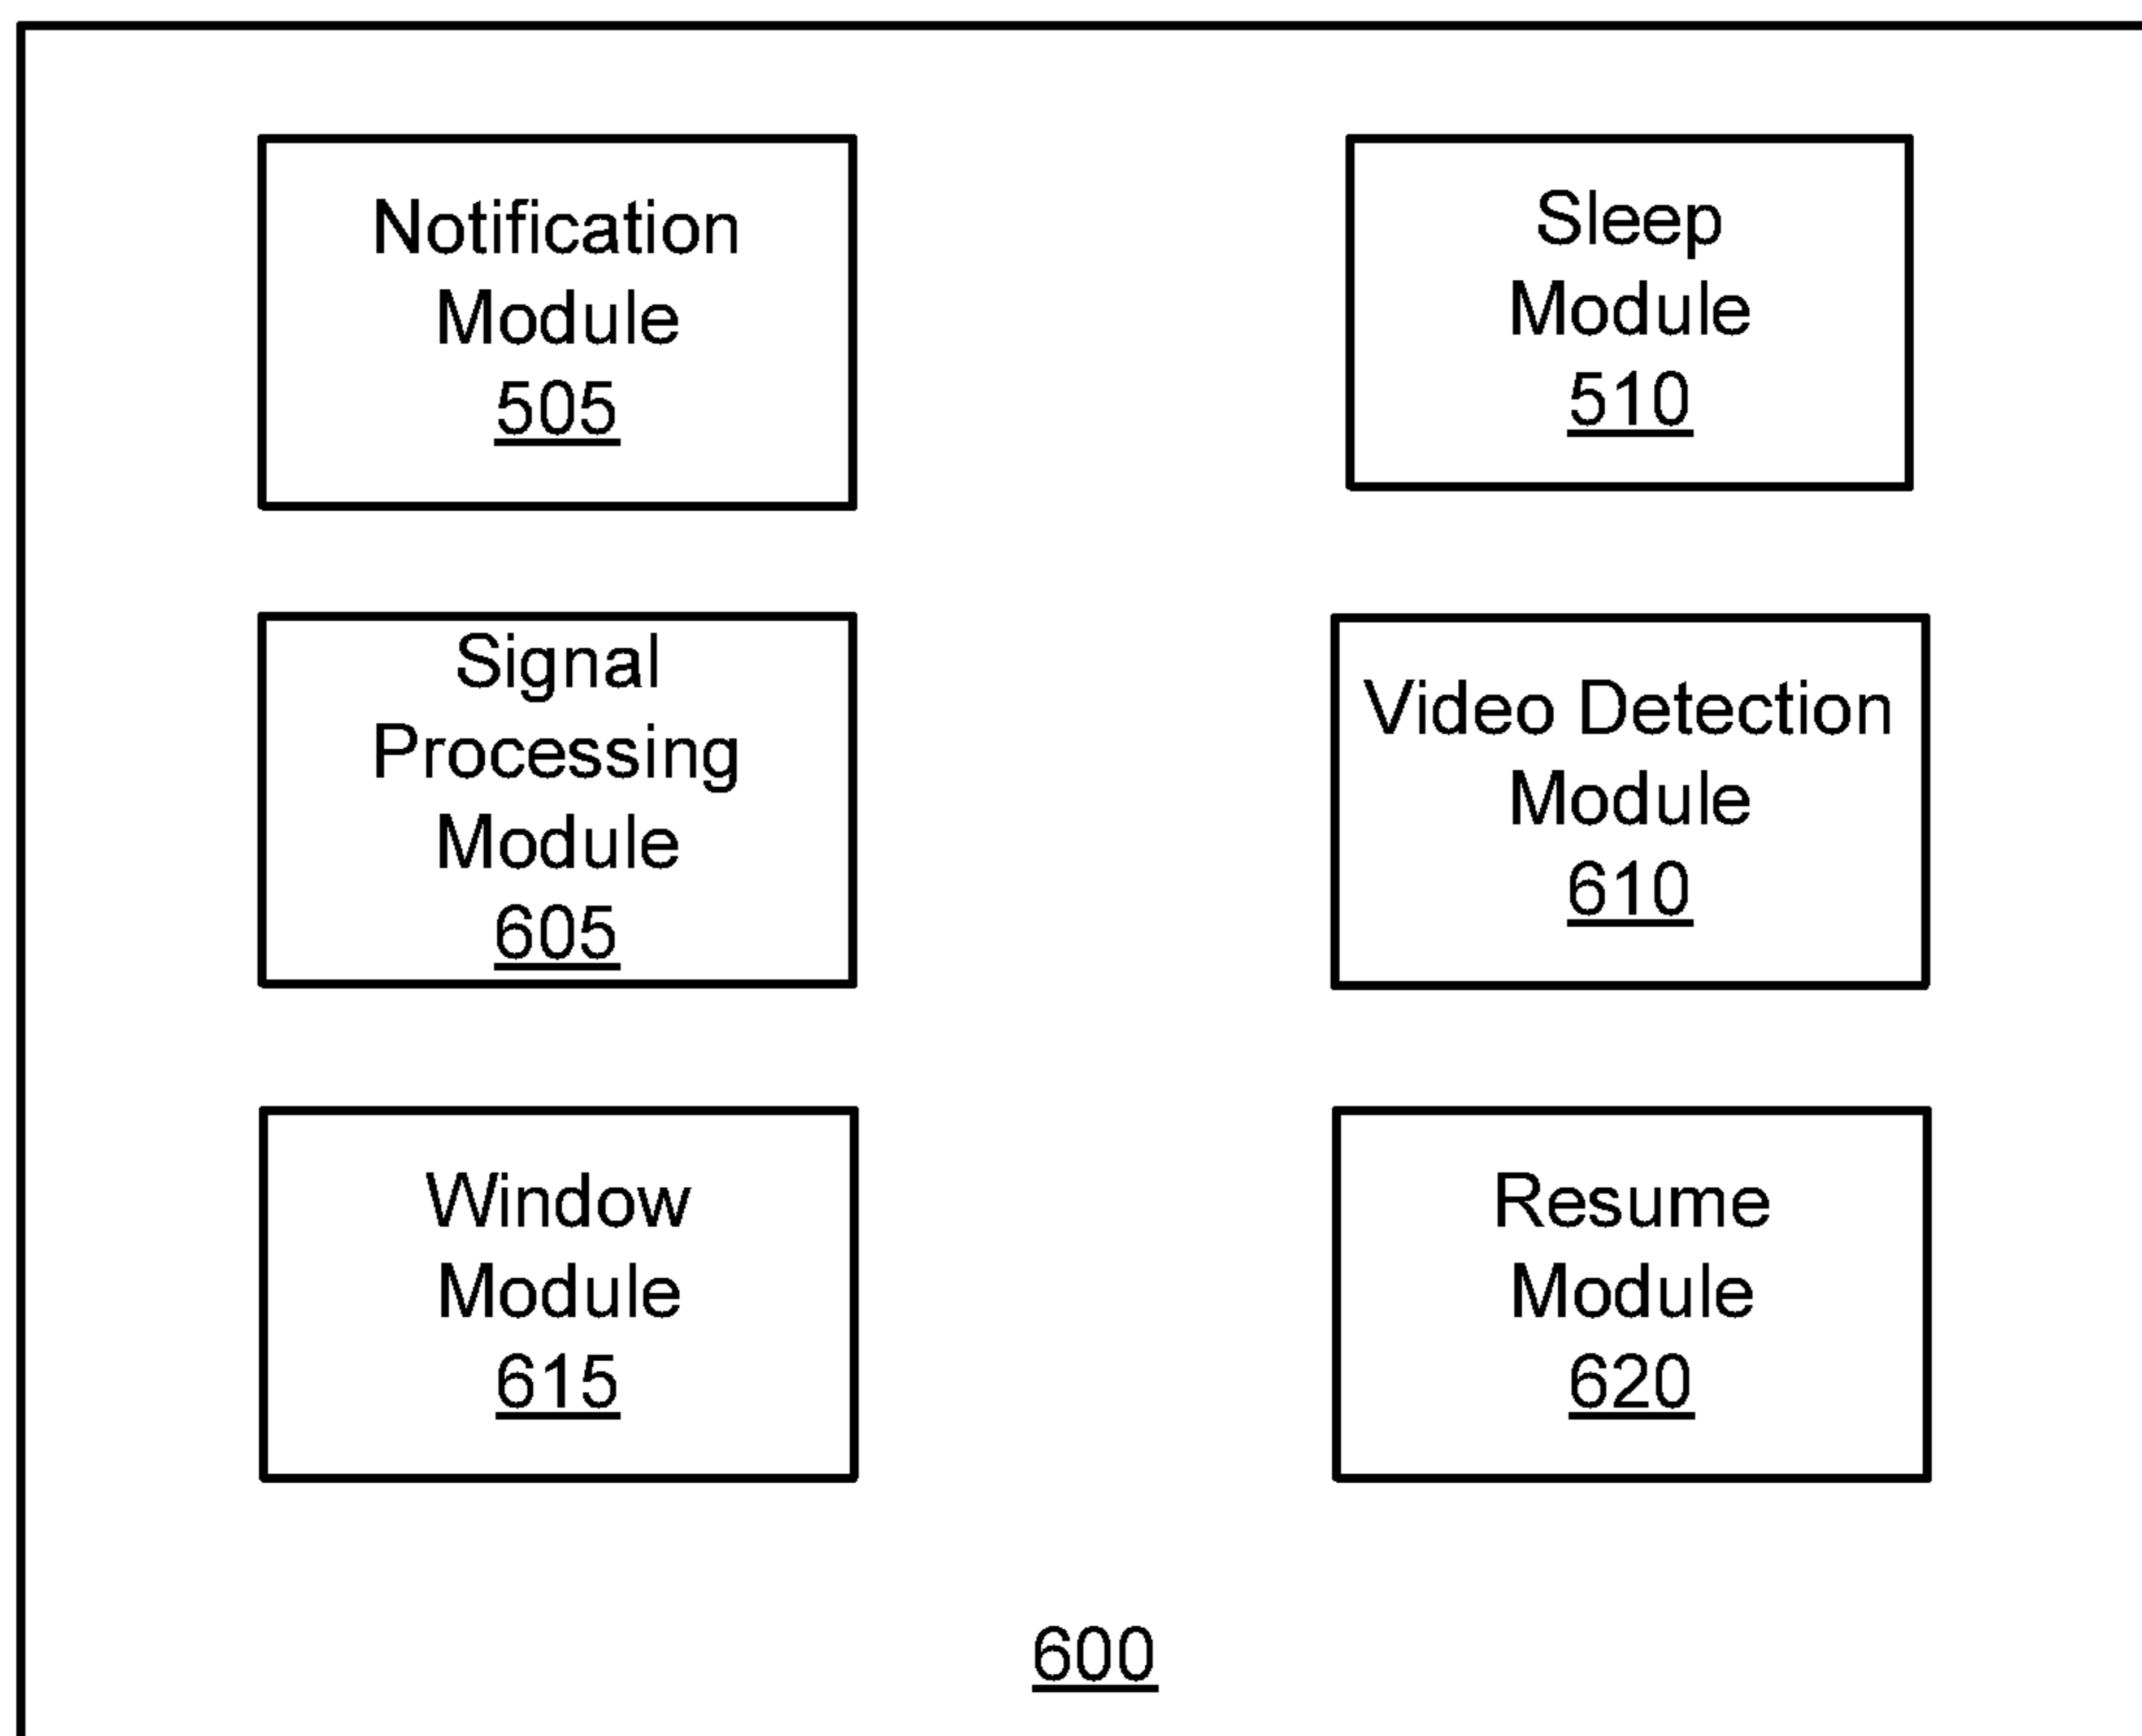 Notification
Module
505
Sleep
Module
510
Signal
Processing
Module
605
Video Detection
Module
610
Window
Module
615
Resume
Module
620
600